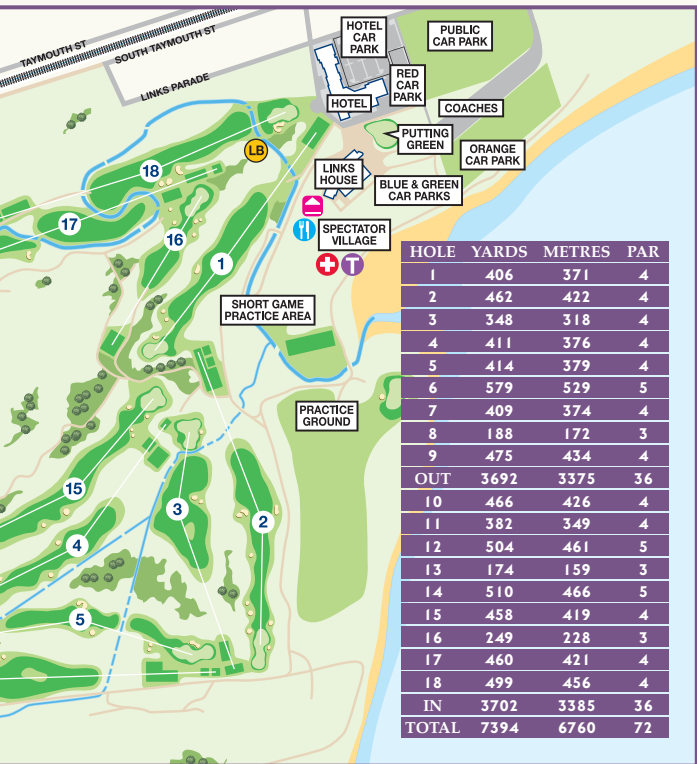 TAYMOUTH ST
SOUTH TAYMOUTH ST
LINKS PARADE
HOTEL
CAR
PARK
PUBLIC
CAR PARK
RED
CAR
PARK
HOTEL
COACHES
PUTTING
GREEN
ORANGE
CAR PARK
LB
LINKS
HOUSE
BLUE & GREEN
CAR PARKS
18
17
16
1
SPECTATOR
VILLAGE
T
SHORT GAME
PRACTICE AREA
PRACTICE
GROUND
15
3
2
4
5
HOLE YARDS METRES PAR
1 406 371 4
2 462 422 4
3 348 318 4
4 411 376 4
5 414 379 4
6 579 529 5
7 409 374 4
8 188 172 3
9 475 434 4
OUT 3692 3375 36
10 466 426 4
11 382 349 4
12 504 461 5
13 174 159 3
14 510 466 5
15 458 419 4
16 249 228 3
17 460 421 4
18 499 456 4
IN 3702 3385 36
TOTAL 7394 6760 72